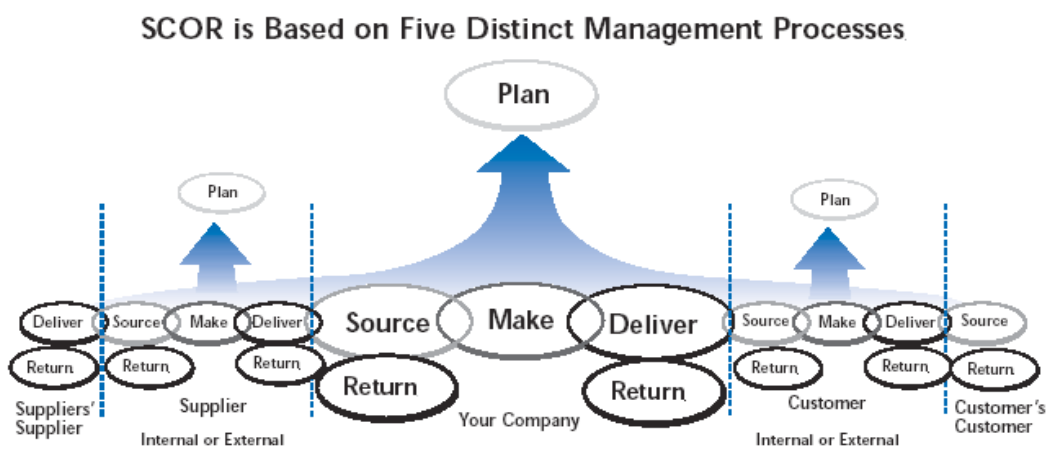 SCOR is Based on Five Distinct Management Processes
Plan
Plan
Plan
Deliver Source Make Deliver Source Make Deliver Source Make Deliver Source
Return Return Return Return Return Return Return Return
Suppliers' Supplier Your Company Customer Customer's
Supplier Customer
Internal or External Internal or External